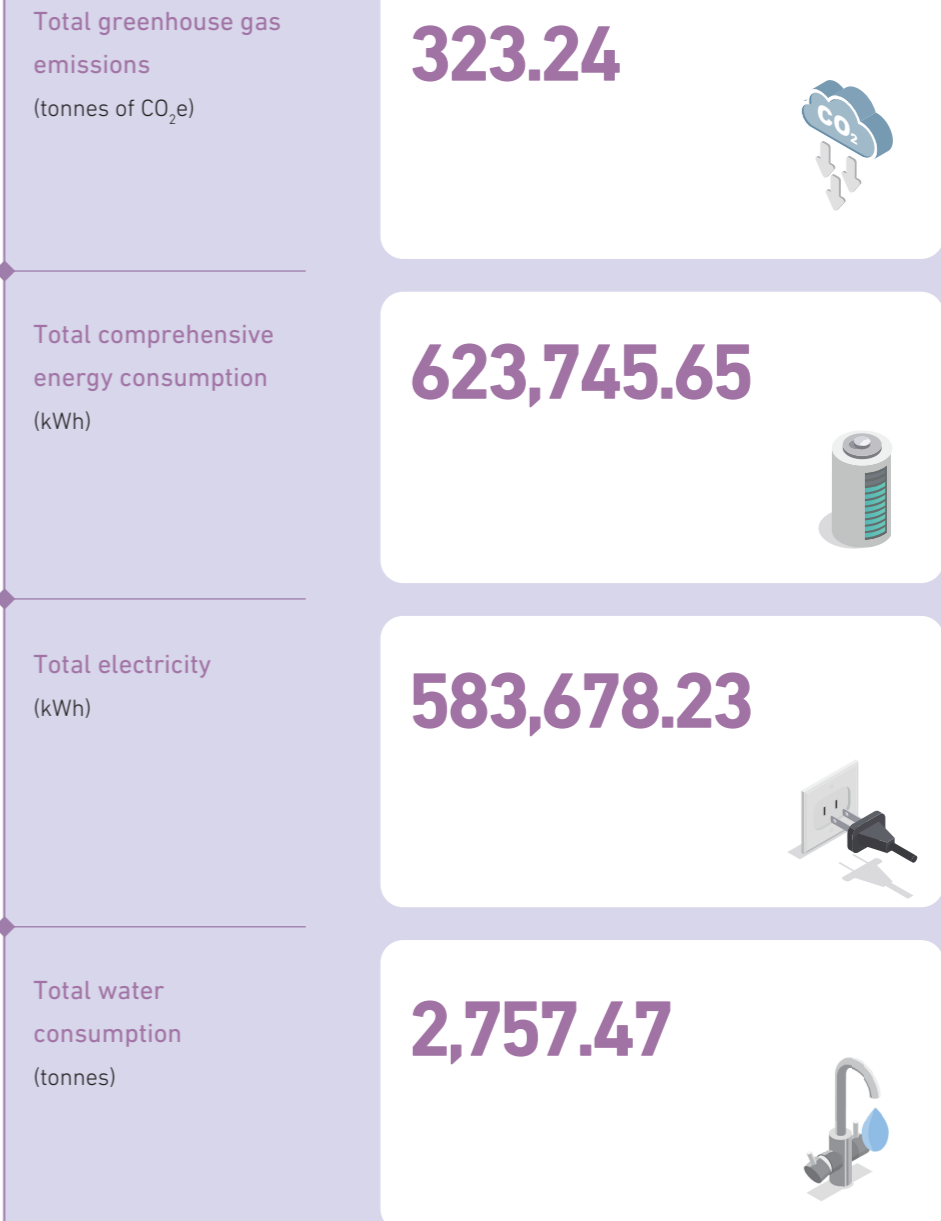 Total greenhouse gas
emissions
(tonnes of CO₂e)
323.24
CO₂
Total comprehensive
energy consumption
(kWh)
623,745.65
Total electricity
(kWh)
583,678.23
Total water
consumption
(tonnes)
2,757.47